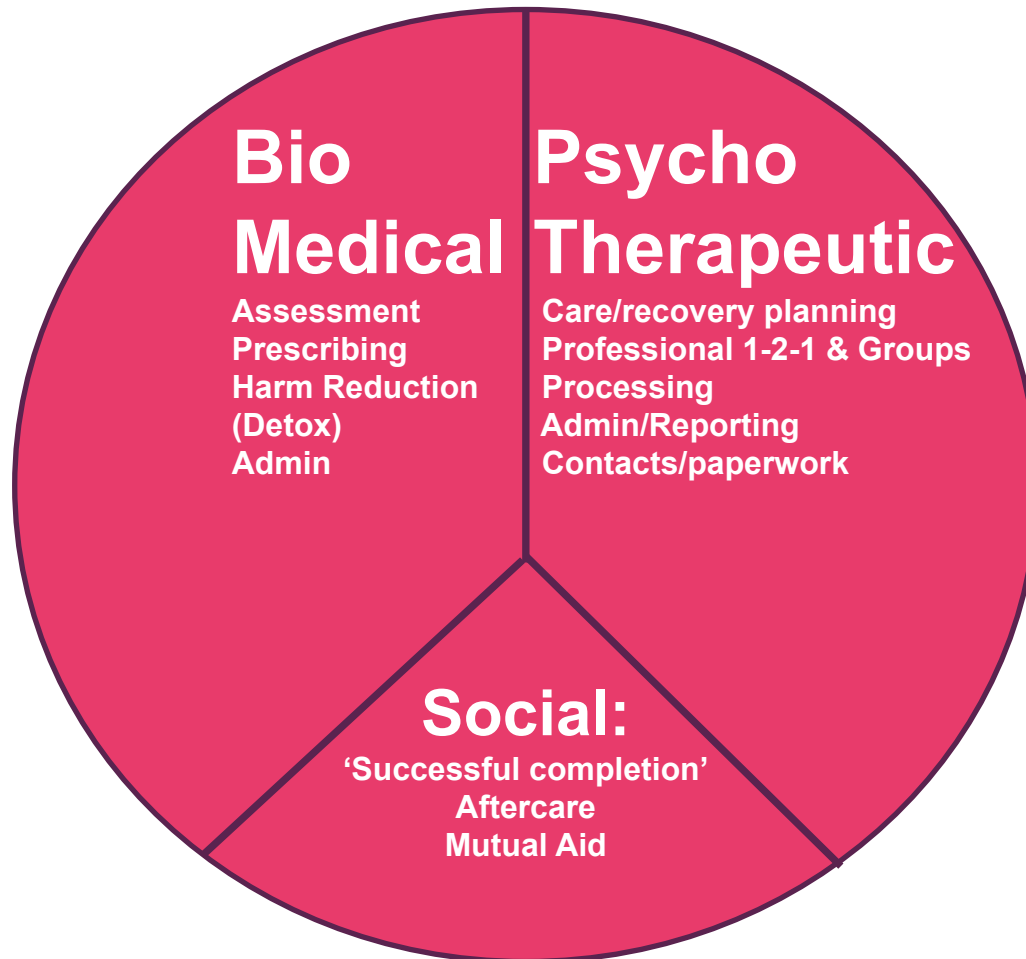 Bio
Medical
Assessment
Prescribing
Harm Reduction
(Detox)
Admin
Psycho
Therapeutic
Care/recovery planning
Professional 1-2-1 & Groups
Processing
Admin/Reporting
Contacts/paperwork
Social:
‘Successful completion’
Aftercare
Mutual Aid